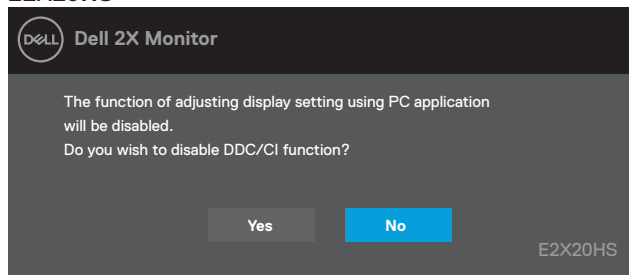 DELL Dell 2X Monitor
The function of adjusting display setting using PC application
will be disabled.
Do you wish to disable DDC/CI function?
Yes No
E2X20HS